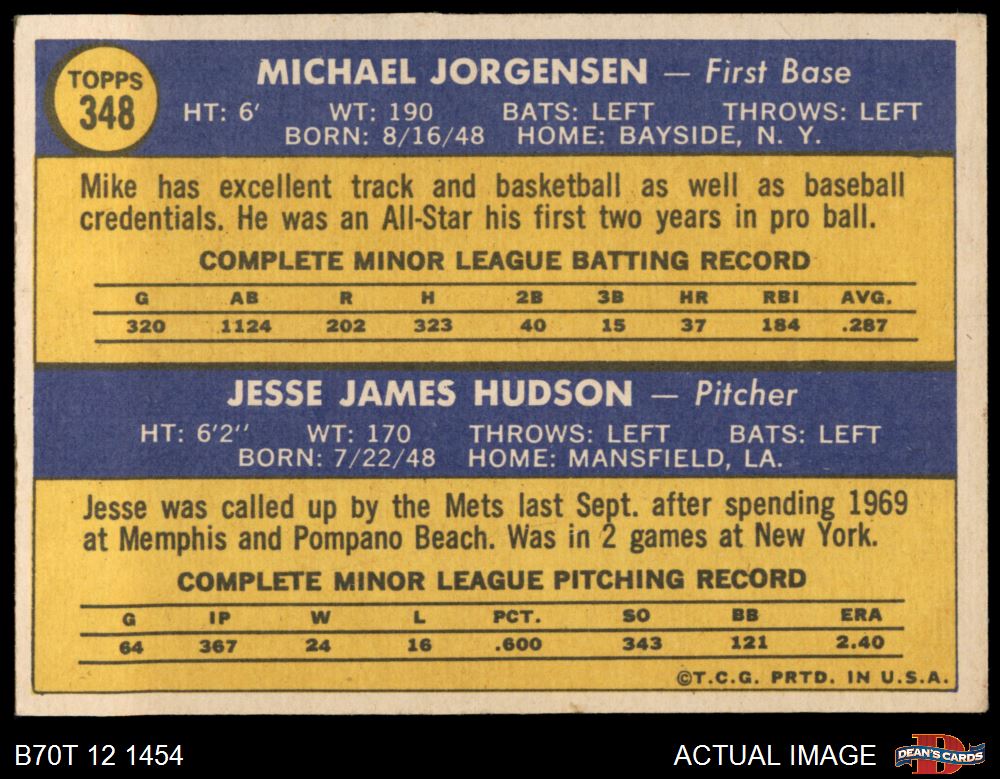 TOPPS
348
MICHAEL JORGENSEN — First Base
HT: 6' WT: 190 BATS: LEFT THROWS: LEFT
BORN: 8/16/48 HOME: BAYSIDE, N. Y.
Mike has excellent track and basketball as well as baseball
credentials. He was an All-Star his first two years in pro ball.
COMPLETE MINOR LEAGUE BATTING RECORD
G AB R H 2B 3B HR RBI AVG.
320 1124 202 323 40 15 37 184 .287
JESSE JAMES HUDSON — Pitcher
HT: 6'2'' WT: 170 THROWS: LEFT BATS: LEFT
BORN: 7/22/48 HOME: MANSFIELD, LA.
Jesse was called up by the Mets last Sept. after spending 1969
at Memphis and Pompano Beach. Was in 2 games at New York.
COMPLETE MINOR LEAGUE PITCHING RECORD
G IP W L PCT. SO BB ERA
64 367 24 16 .600 343 121 2.40
©T.C.G. PRTD. IN U.S.A.
B70T 12 1454 ACTUAL IMAGE D DEAN'S CARDS